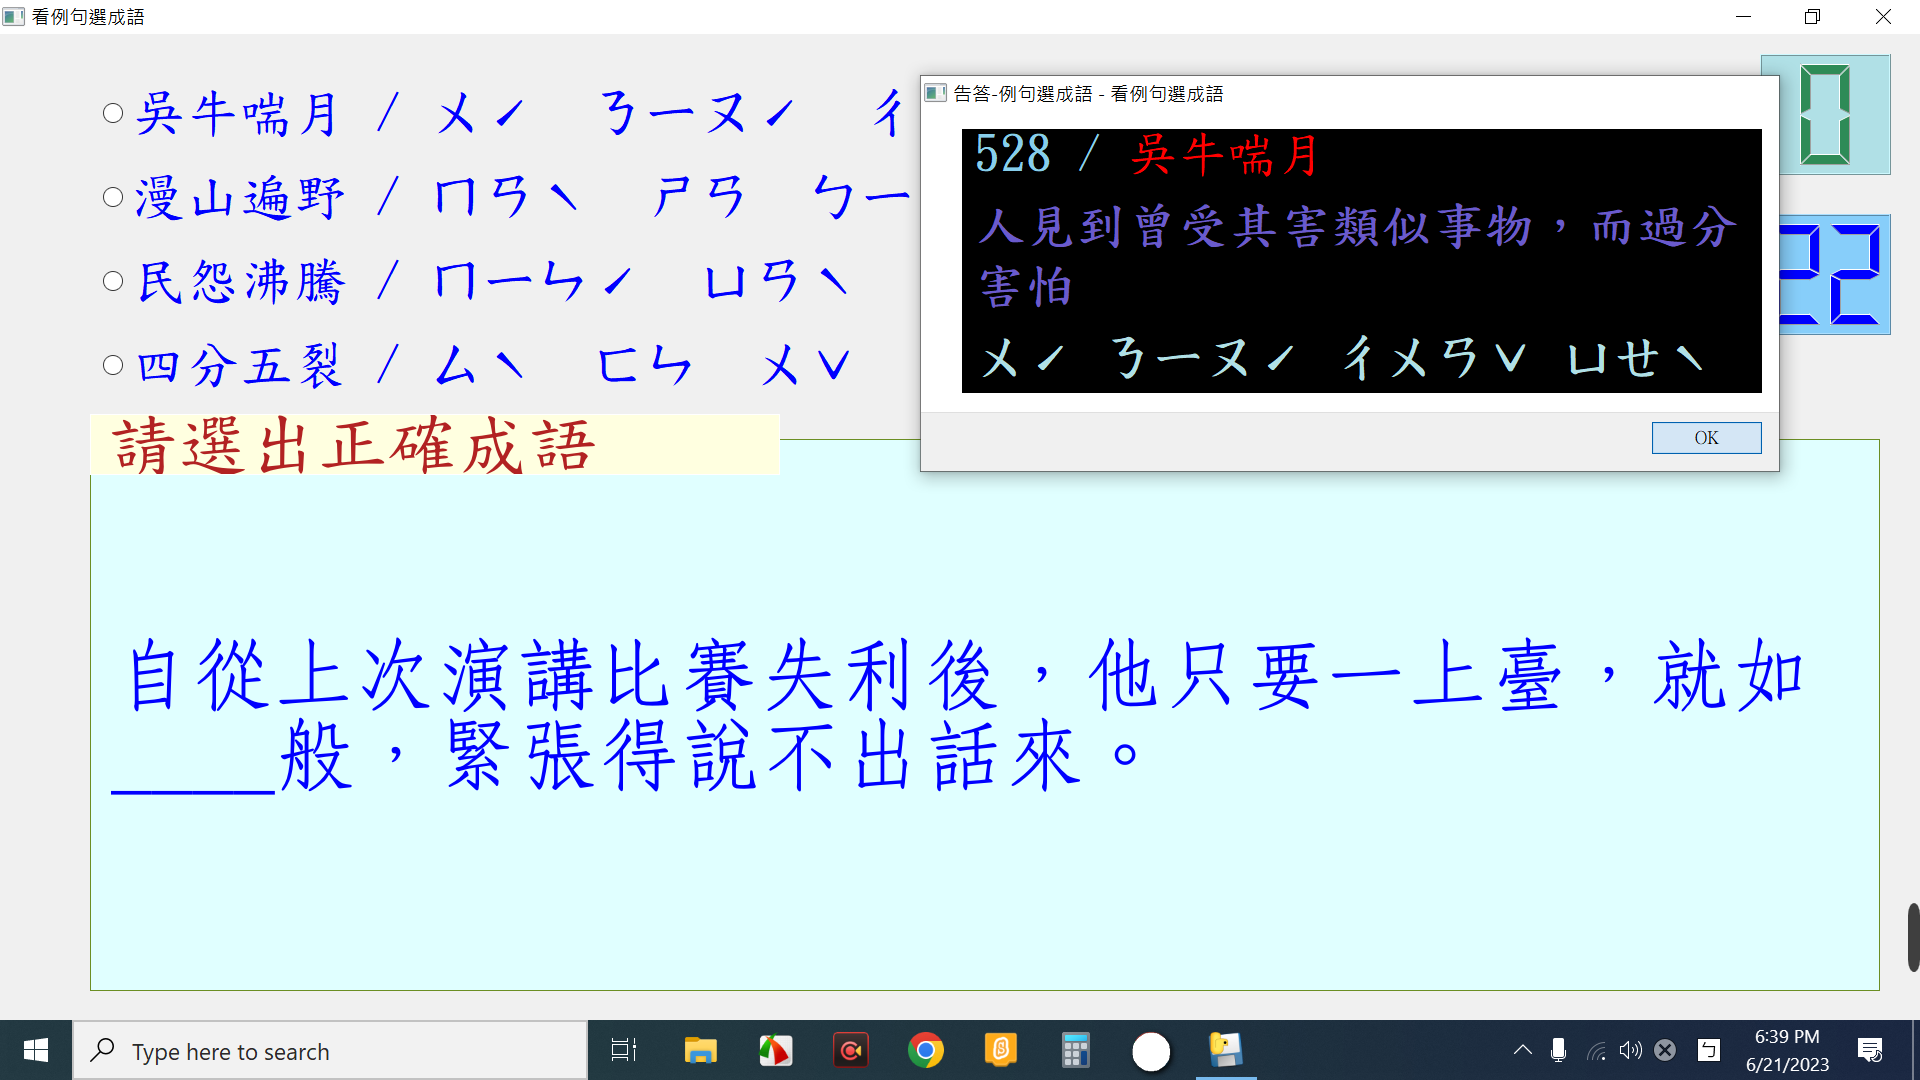 看例句選成語
吳牛喘月 / ㄨˊ ㄋㄧㄡˊ ㄔ
漫山遍野 / ㄇㄢˋ ㄕㄢ ㄅㄧ
民怨沸騰 / ㄇㄧㄣˊ ㄩㄢˋ
四分五裂 / ㄙˋ ㄈㄣ ㄨˇ
告答-例句選成語 - 看例句選成語
528 / 吳牛喘月
人見到曾受其害類似事物，而過分
害怕
ㄨˊ ㄋㄧㄡˊ ㄔㄨㄢˇ ㄩㄝˋ
OK
0
22
請選出正確成語
自從上次演講比賽失利後，他只要一上臺，就如
____般，緊張得說不出話來。
Type here to search
ㄅ
6:39 PM
6/21/2023